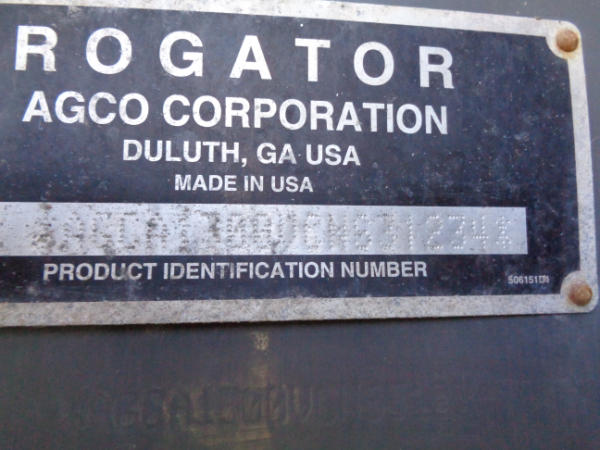 ROGATOR
AGCO CORPORATION
DULUTH, GA USA
MADE IN USA
PRODUCT IDENTIFICATION NUMBER